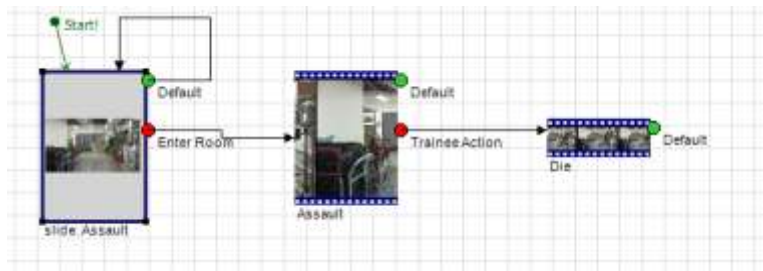 Start!
Default
Enter Room
slide: Assault
Default
Trainee Action
Assault
Default
Die